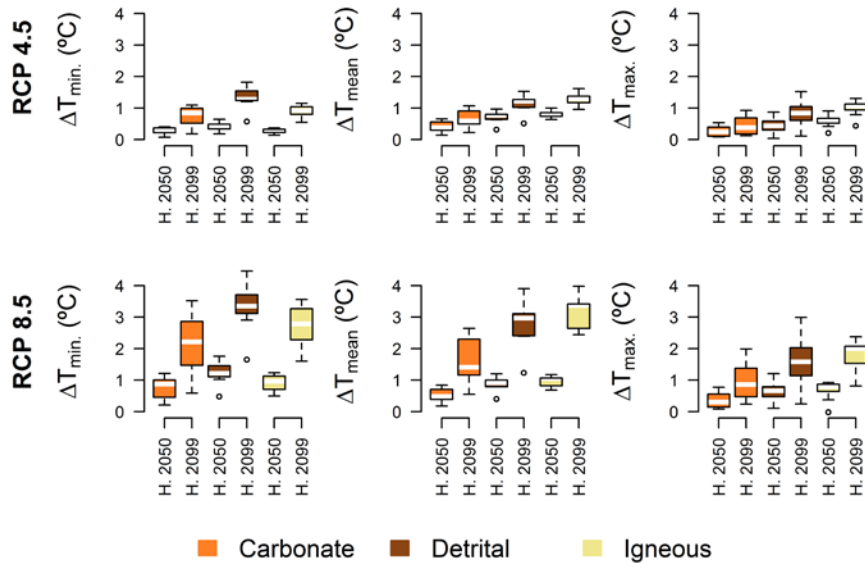 RCP 4.5
ΔTmin. (ºC)
4
3
2
1
0
H. 2050
H. 2099
H. 2050
H. 2099
H. 2050
H. 2099
ΔTmean (ºC)
4
3
2
1
0
H. 2050
H. 2099
H. 2050
H. 2099
H. 2050
H. 2099
ΔTmax. (ºC)
4
3
2
1
0
H. 2050
H. 2099
H. 2050
H. 2099
H. 2050
H. 2099
RCP 8.5
ΔTmin. (ºC)
4
3
2
1
0
H. 2050
H. 2099
H. 2050
H. 2099
H. 2050
H. 2099
ΔTmean (ºC)
4
3
2
1
0
H. 2050
H. 2099
H. 2050
H. 2099
H. 2050
H. 2099
ΔTmax. (ºC)
4
3
2
1
0
H. 2050
H. 2099
H. 2050
H. 2099
H. 2050
H. 2099
Carbonate Detrital Igneous